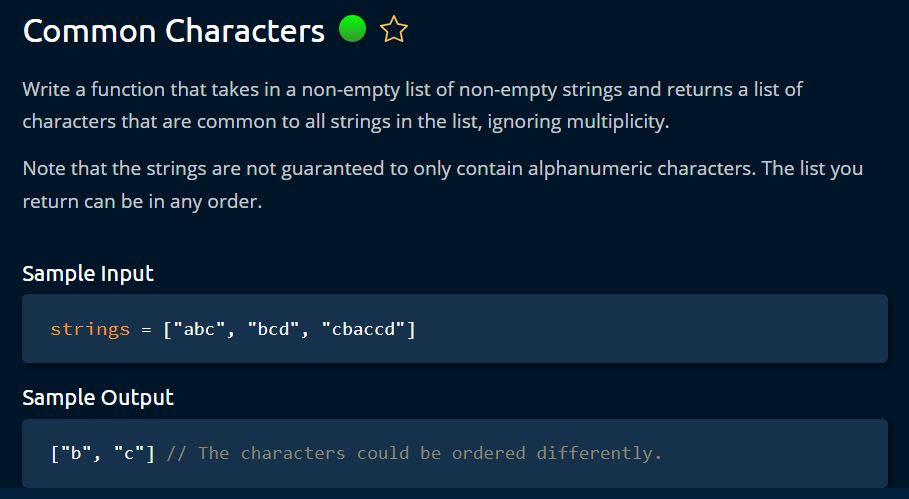 Common Characters
Write a function that takes in a non-empty list of non-empty strings and returns a list of
characters that are common to all strings in the list, ignoring multiplicity.
Note that the strings are not guaranteed to only contain alphanumeric characters. The list you
return can be in any order.
Sample Input
strings = ["abc", "bcd", "cbaccd"]
Sample Output
["b", "c"] // The characters could be ordered differently.